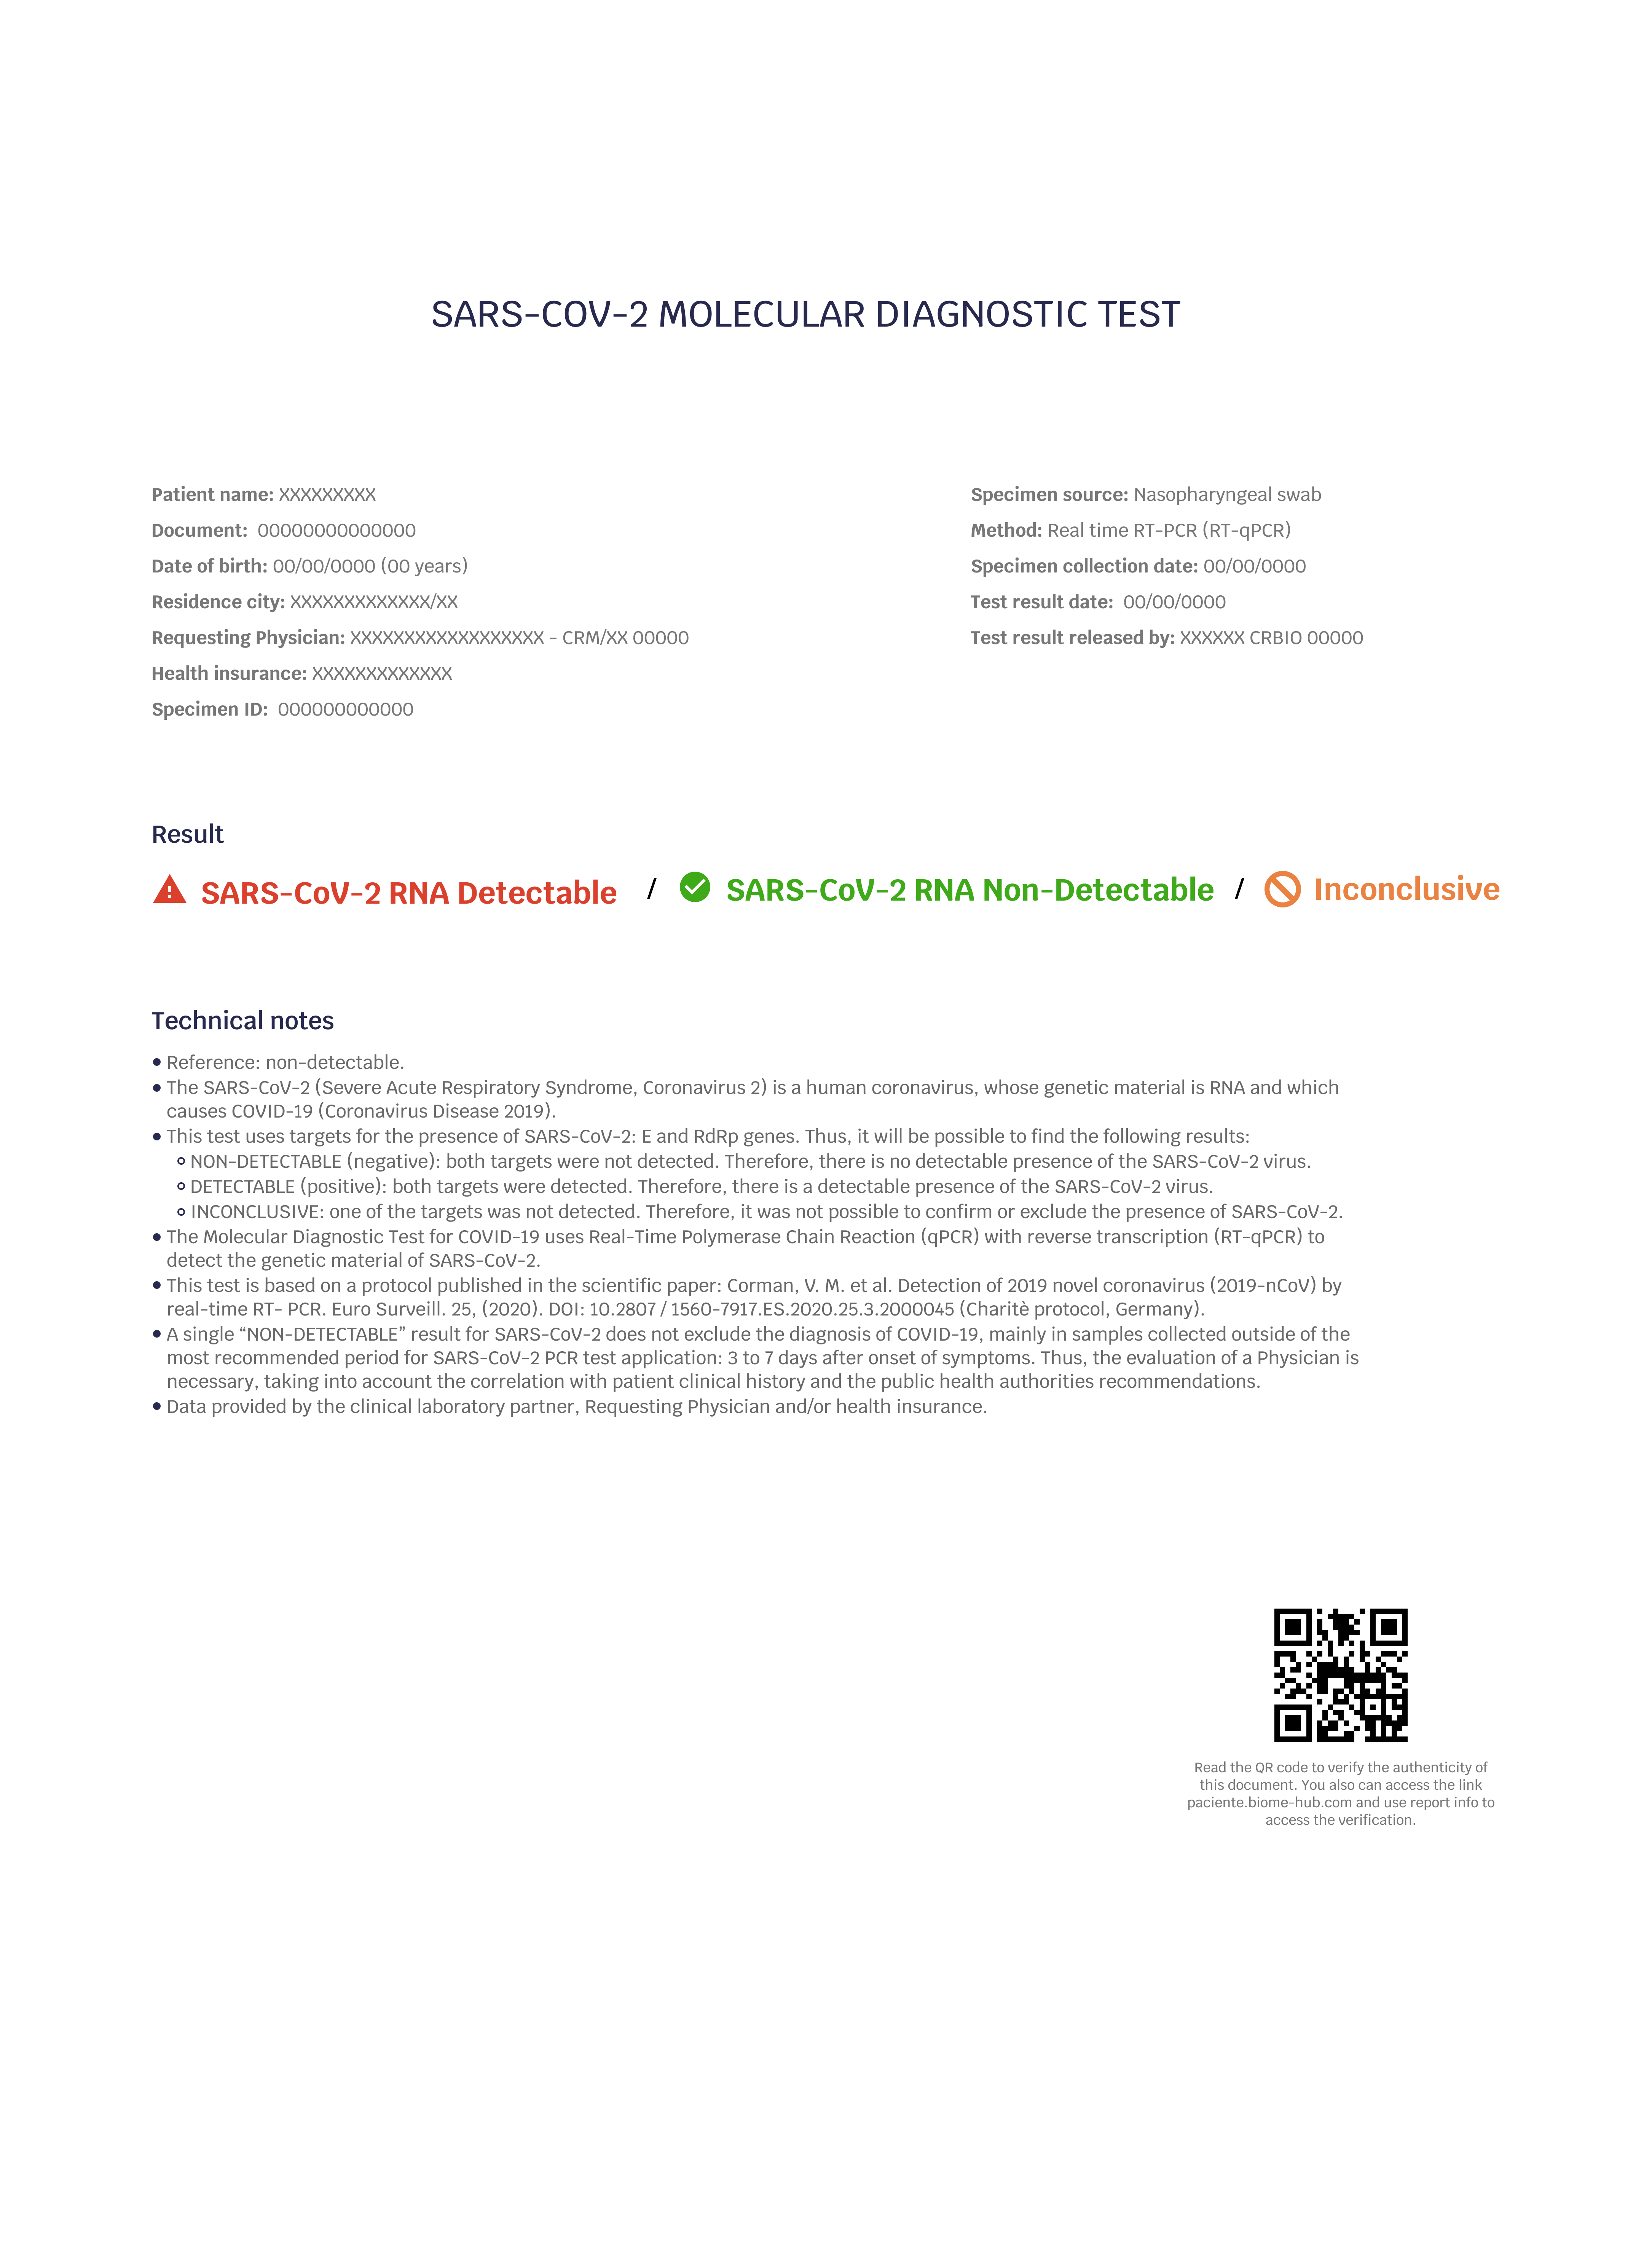 SARS-COV-2 MOLECULAR DIAGNOSTIC TEST
Patient name: XXXXXXXXX
Document: 00000000000000
Date of birth: 00/00/0000 (00 years)
Residence city: XXXXXXXXXXXXX/XX
Requesting Physician: XXXXXXXXXXXXXXXXXX - CRM/XX 00000
Health insurance: XXXXXXXXXXXXX
Specimen ID: 000000000000
Specimen source: Nasopharyngeal swab
Method: Real time RT-PCR (RT-qPCR)
Specimen collection date: 00/00/0000
Test result date: 00/00/0000
Test result released by: XXXXXX CRBIO 00000
Result
SARS-CoV-2 RNA Detectable / SARS-CoV-2 RNA Non-Detectable / Inconclusive
Technical notes
• Reference: non-detectable.
• The SARS-CoV-2 (Severe Acute Respiratory Syndrome, Coronavirus 2) is a human coronavirus, whose genetic material is RNA and which
causes COVID-19 (Coronavirus Disease 2019).
• This test uses targets for the presence of SARS-CoV-2: E and RdRp genes. Thus, it will be possible to find the following results:
◦ NON-DETECTABLE (negative): both targets were not detected. Therefore, there is no detectable presence of the SARS-CoV-2 virus.
◦ DETECTABLE (positive): both targets were detected. Therefore, there is a detectable presence of the SARS-CoV-2 virus.
◦ INCONCLUSIVE: one of the targets was not detected. Therefore, it was not possible to confirm or exclude the presence of SARS-CoV-2.
• The Molecular Diagnostic Test for COVID-19 uses Real-Time Polymerase Chain Reaction (qPCR) with reverse transcription (RT-qPCR) to
detect the genetic material of SARS-CoV-2.
• This test is based on a protocol published in the scientific paper: Corman, V. M. et al. Detection of 2019 novel coronavirus (2019-nCoV) by
real-time RT- PCR. Euro Surveill. 25, (2020). DOI: 10.2807 / 1560-7917.ES.2020.25.3.2000045 (Charitè protocol, Germany).
• A single “NON-DETECTABLE” result for SARS-CoV-2 does not exclude the diagnosis of COVID-19, mainly in samples collected outside of the
most recommended period for SARS-CoV-2 PCR test application: 3 to 7 days after onset of symptoms. Thus, the evaluation of a Physician is
necessary, taking into account the correlation with patient clinical history and the public health authorities recommendations.
• Data provided by the clinical laboratory partner, Requesting Physician and/or health insurance.
Read the QR code to verify the authenticity of
this document. You also can access the link
paciente.biome-hub.com and use report info to
access the verification.